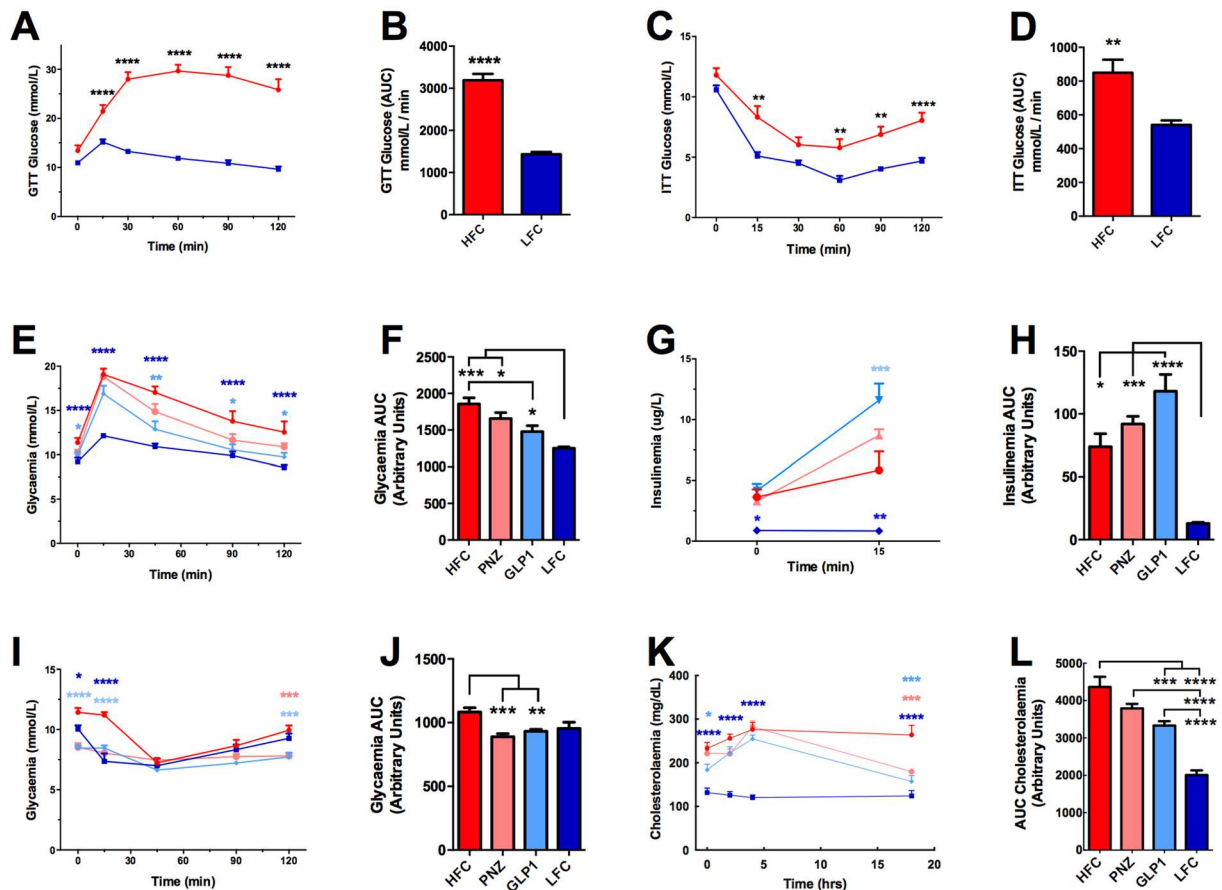 A
GTT Glucose (mmol/L)
40
30
20
10
0
**** **** **** **** ****
0 30 60 90 120
Time (min)
B
GTT Glucose (AUC)
mmol/L / min
4000
3000
2000
1000
0
****
HFC LFC
C
ITT Glucose (mmol/L)
15
10
5
0
** ** ** ****
0 15 30 60 90 120
Time (min)
D
ITT Glucose (AUC)
mmol/L / min
1000
800
600
400
200
0
**
HFC LFC
E
Glycaemia (mmol/L)
25
20
15
10
5
0
**** **** **** **** ****
* ** * *
0 30 60 90 120
Time (min)
F
Glycaemia AUC
(Arbitrary Units)
2500
2000
1500
1000
500
0
*** * *
HFC PNZ GLP1 LFC
G
Insulinemia (ug/L)
15
10
5
0
***
* **
0 15
Time (min)
H
Insulinemia AUC
(Arbitrary Units)
150
100
50
0
* *** ****
HFC PNZ GLP1 LFC
I
Glycaemia (mmol/L)
15
10
5
0
* **** ***
**** **** ***
0 30 60 90 120
Time (min)
J
Glycaemia AUC
(Arbitrary Units)
1500
1000
500
0
*** **
HFC PNZ GLP1 LFC
K
Cholesterolaemia (mg/dL)
400
300
200
100
0
***
* **** ***
**** **** ****
0 5 10 15 20
Time (hrs)
L
AUC Cholesterolaemia
(Arbitrary Units)
5000
4000
3000
2000
1000
0
*** ****
****
****
HFC PNZ GLP1 LFC